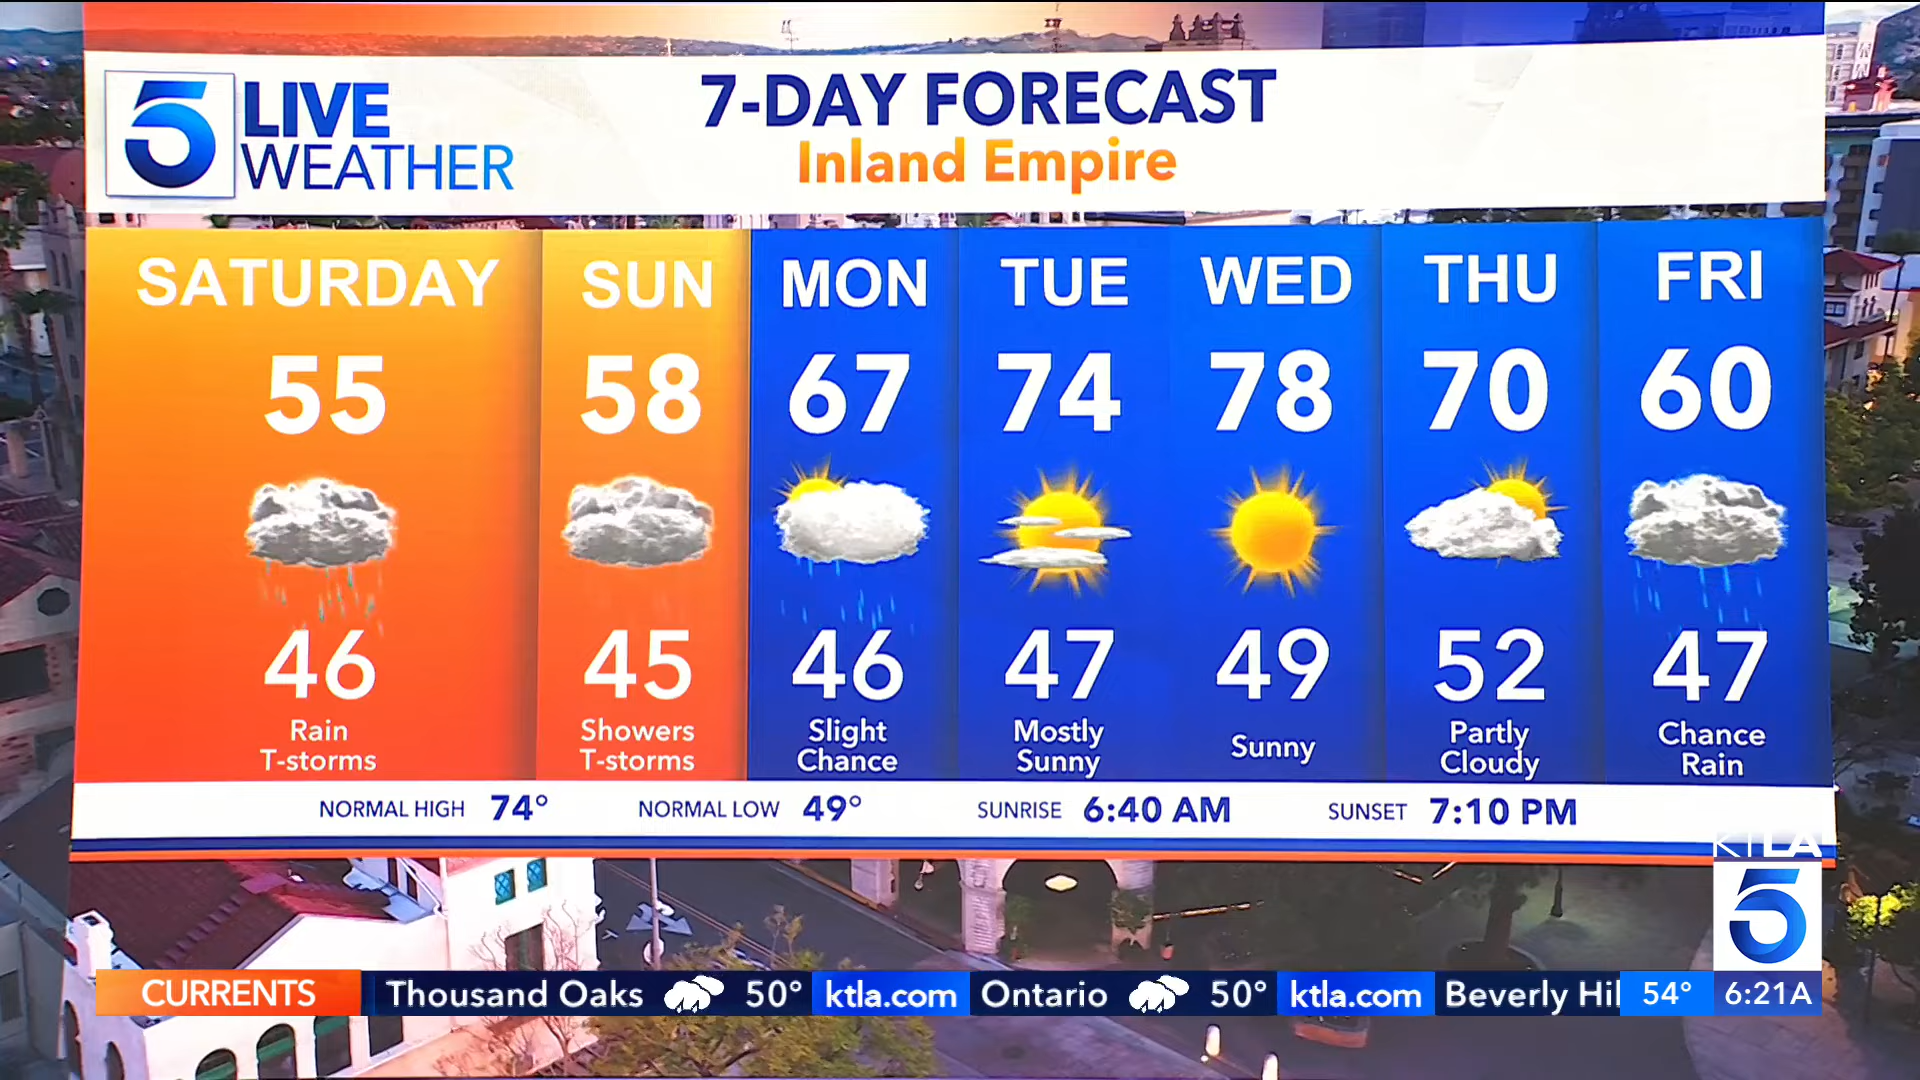 5 LIVE
WEATHER
7-DAY FORECAST
Inland Empire
SATURDAY SUN MON TUE WED THU FRI
55 58 67 74 78 70 60
46 45 46 47 49 52 47
Rain
T-storms
Showers
T-storms
Slight
Chance
Mostly
Sunny
Sunny
Partly
Cloudy
Chance
Rain
NORMAL HIGH 74° NORMAL LOW 49° SUNRISE 6:40 AM SUNSET 7:10 PM
KTLA
5
CURRENTS Thousand Oaks 50° ktla.com Ontario 50° ktla.com Beverly Hil 54° 6:21A